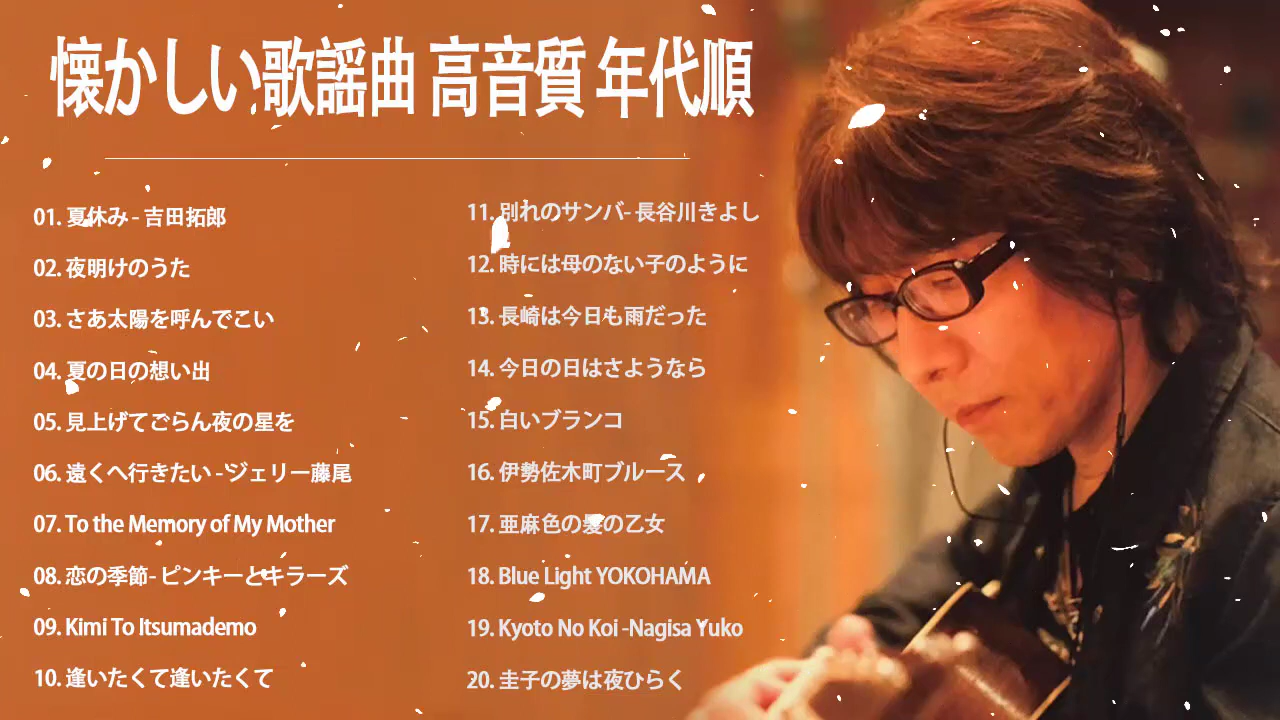 懐かしい歌謡曲 高音質 年代順
01. 夏休み - 吉田拓郎
02. 夜明けのうた
03. さあ太陽を呼んでこい
04. 夏の日の想い出
05. 見上げてごらん夜の星を
06. 遠くへ行きたい - ジェリー藤尾
07. To the Memory of My Mother
08. 恋の季節- ピンキーとキラーズ
09. Kimi To Itsumademo
10. 逢いたくて逢いたくて
11. 別れのサンバ- 長谷川きよし
12. 時には母のない子のように
13. 長崎は今日も雨だった
14. 今日の日はさようなら
15. 白いブランコ
16. 伊勢佐木町ブルース
17. 亜麻色の髪の乙女
18. Blue Light YOKOHAMA
19. Kyoto No Koi -Nagisa Yuko
20. 圭子の夢は夜ひらく